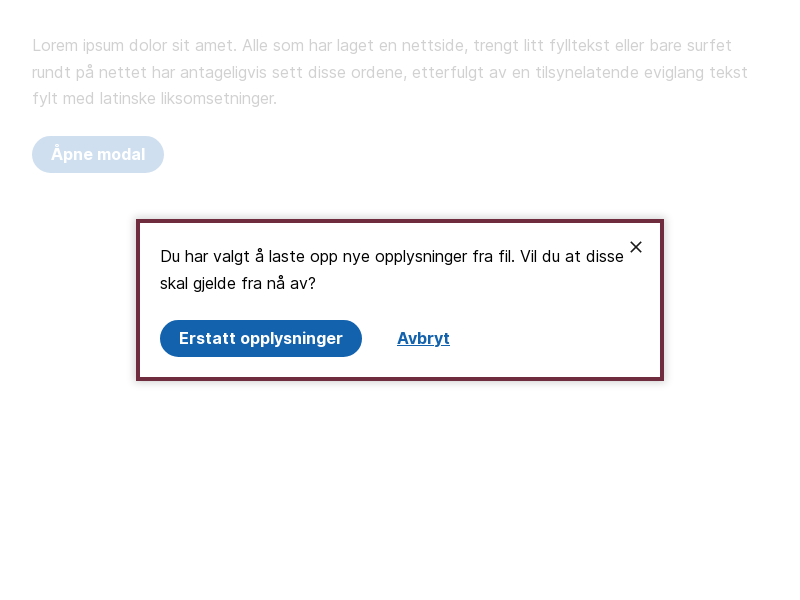 Lorem ipsum dolor sit amet. Alle som har laget en nettside, trengt litt fylltekst eller bare surfet
rundt på nettet har antageligvis sett disse ordene, etterfulgt av en tilsynelatende eviglang tekst
fylt med latinske liksomsetninger.
Åpne modal
Du har valgt å laste opp nye opplysninger fra fil. Vil du at disse
skal gjelde fra nå av?
Erstatt opplysninger
Avbryt